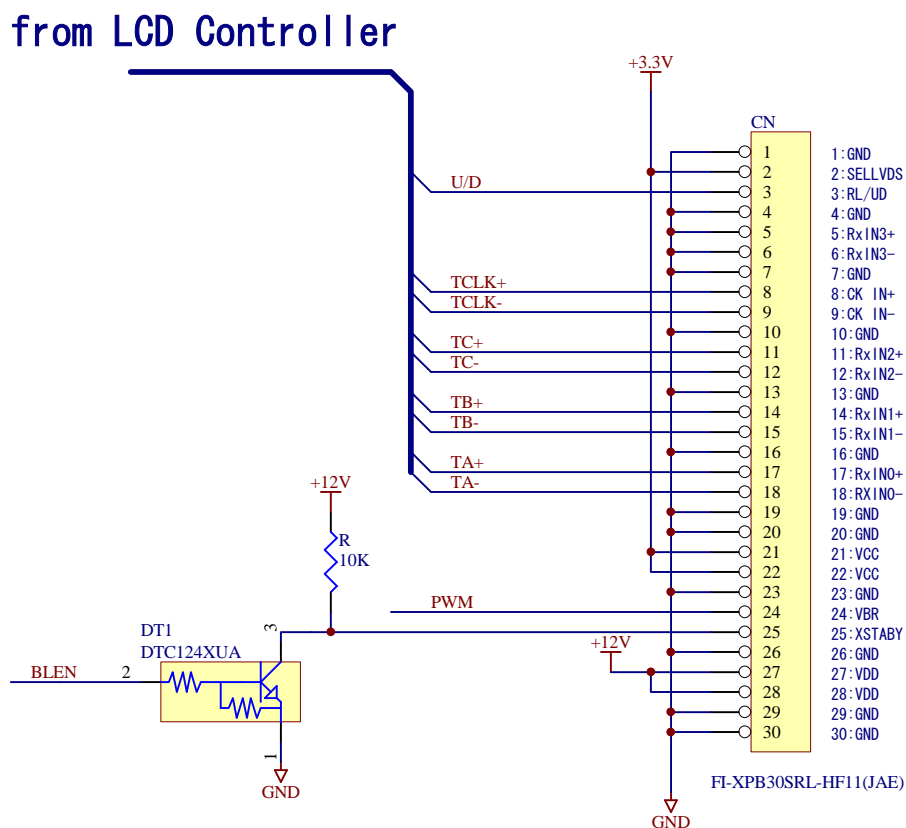 from LCD Controller
+3.3V
CN
1 1:GND
2 2:SELLVDS
U/D 3 3:RL/UD
4 4:GND
5 5:RxIN3+
6 6:RxIN3-
7 7:GND
TCLK+ 8 8:CK IN+
TCLK- 9 9:CK IN-
10 10:GND
TC+ 11 11:RxIN2+
TC- 12 12:RxIN2-
13 13:GND
TB+ 14 14:RxIN1+
TB- 15 15:RxIN1-
16 16:GND
TA+ 17 17:RxIN0+
TA- 18 18:RXIN0-
+12V
19 19:GND
20 20:GND
R
10K
21 21:VCC
22 22:VCC
23 23:GND
PWM 24 24:VBR
25 25:XSTABY
DT1
3
DTC124XUA
+12V
26 26:GND
BLEN 2
27 27:VDD
28 28:VDD
29 29:GND
30 30:GND
1
GND
FI-XPB30SRL-HF11(JAE)
GND